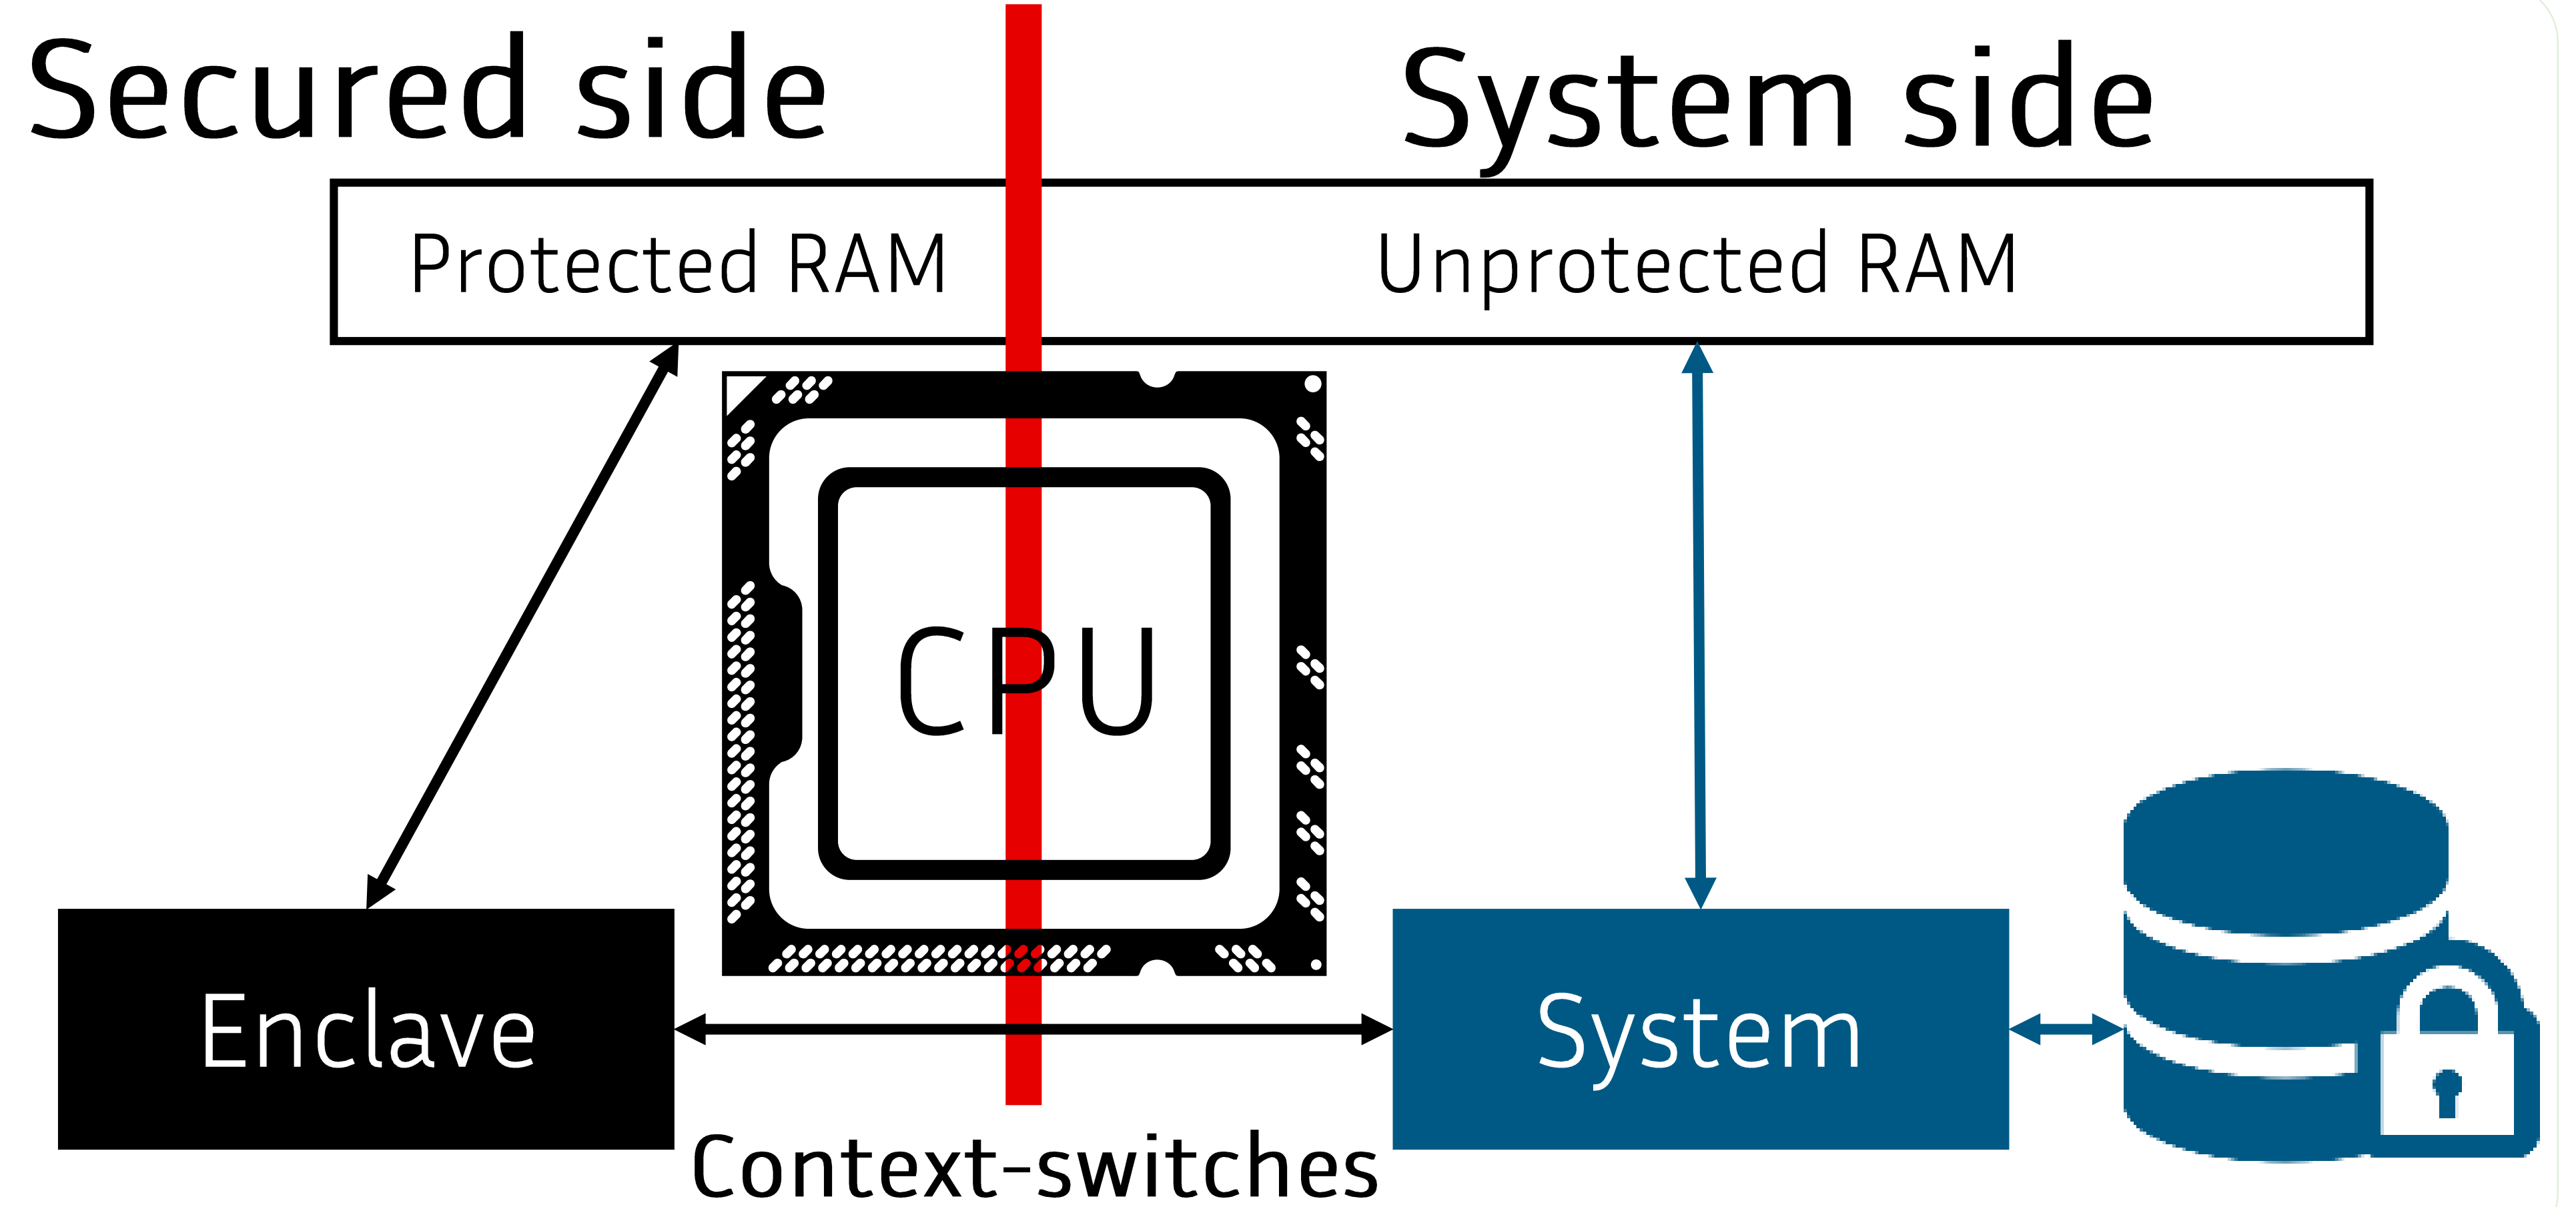 Secured side
System side
Protected RAM
Unprotected RAM
CPU
Enclave
System
Context-switches